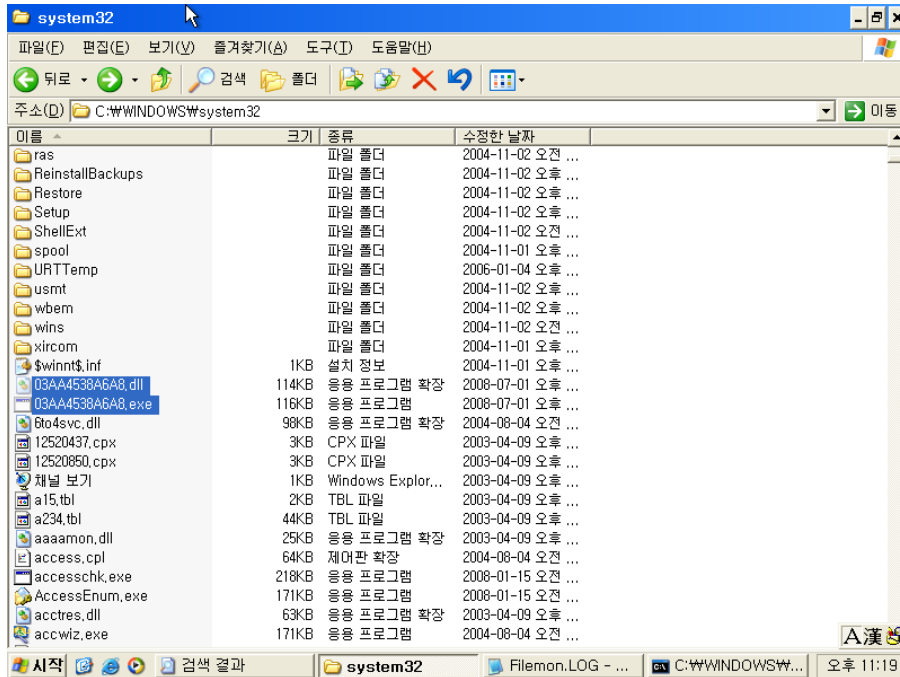 system32
파일(F) 편집(E) 보기(V) 즐겨찾기(A) 도구(T) 도움말(H)
뒤로 검색 폴더
주소(D) C:₩WINDOWS₩system32 이동
이름 크기 종류 수정한 날짜
ras 파일 폴더 2004-11-02 오전 ...
ReinstallBackups 파일 폴더 2004-11-02 오후 ...
Restore 파일 폴더 2004-11-02 오후 ...
Setup 파일 폴더 2004-11-02 오후 ...
ShellExt 파일 폴더 2004-11-02 오전 ...
spool 파일 폴더 2004-11-01 오후 ...
URTTemp 파일 폴더 2006-01-04 오후 ...
usmt 파일 폴더 2004-11-02 오후 ...
wbem 파일 폴더 2004-11-02 오후 ...
wins 파일 폴더 2004-11-02 오전 ...
xircom 파일 폴더 2004-11-01 오후 ...
$winnt$.inf 1KB 설치 정보 2004-11-01 오후 ...
03AA4538A6A8.dll 114KB 응용 프로그램 확장 2008-07-01 오후 ...
03AA4538A6A8.exe 116KB 응용 프로그램 2008-07-01 오후 ...
6to4svc.dll 98KB 응용 프로그램 확장 2004-08-04 오전 ...
12520437.cpx 3KB CPX 파일 2003-04-09 오후 ...
12520850.cpx 3KB CPX 파일 2003-04-09 오후 ...
채널 보기 1KB Windows Explor... 2003-04-09 오후 ...
a15.tbl 2KB TBL 파일 2003-04-09 오후 ...
a234.tbl 44KB TBL 파일 2003-04-09 오후 ...
aaaamon.dll 25KB 응용 프로그램 확장 2003-04-09 오후 ...
access.cpl 64KB 제어판 확장 2004-08-04 오전 ...
accesschk.exe 218KB 응용 프로그램 2008-01-15 오전 ...
AccessEnum.exe 171KB 응용 프로그램 2008-01-15 오전 ...
acctres.dll 63KB 응용 프로그램 확장 2003-04-09 오후 ...
accwiz.exe 171KB 응용 프로그램 2004-08-04 오전 ...
A漢
시작 검색 결과 system32 Filemon.LOG - ... C:₩WINDOWS₩... 오후 11:19